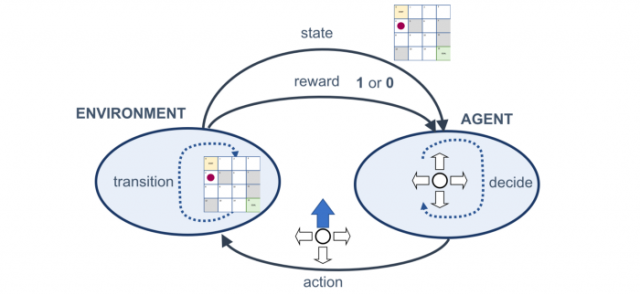 state
reward 1 or 0
ENVIRONMENT
AGENT
transition
decide
action